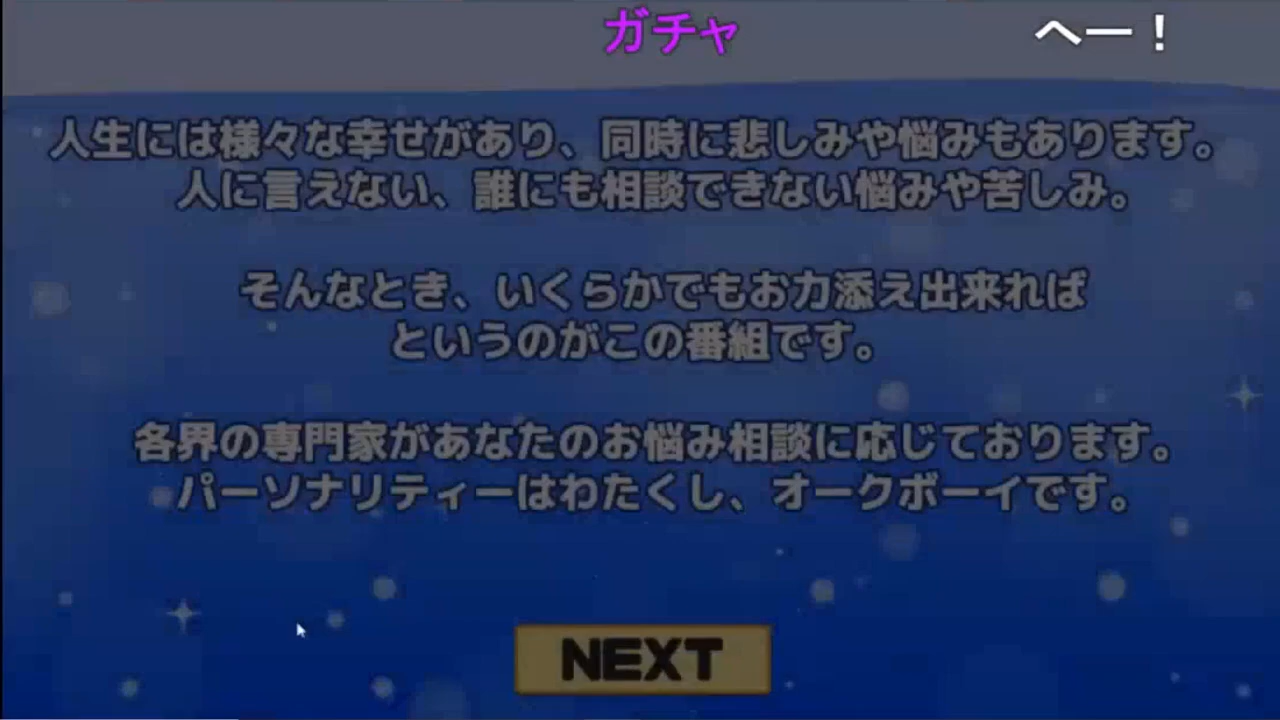 ガチャ
へー！
人生には様々な幸せがあり、同時に悲しみや悩みもあります。
人に言えない、誰にも相談できない悩みや苦しみ。
そんなとき、いくらかでもお力添え出来れば
というのがこの番組です。
各界の専門家があなたのお悩み相談に応じております。
パーソナリティーはわたくし、オークボーイです。
NEXT